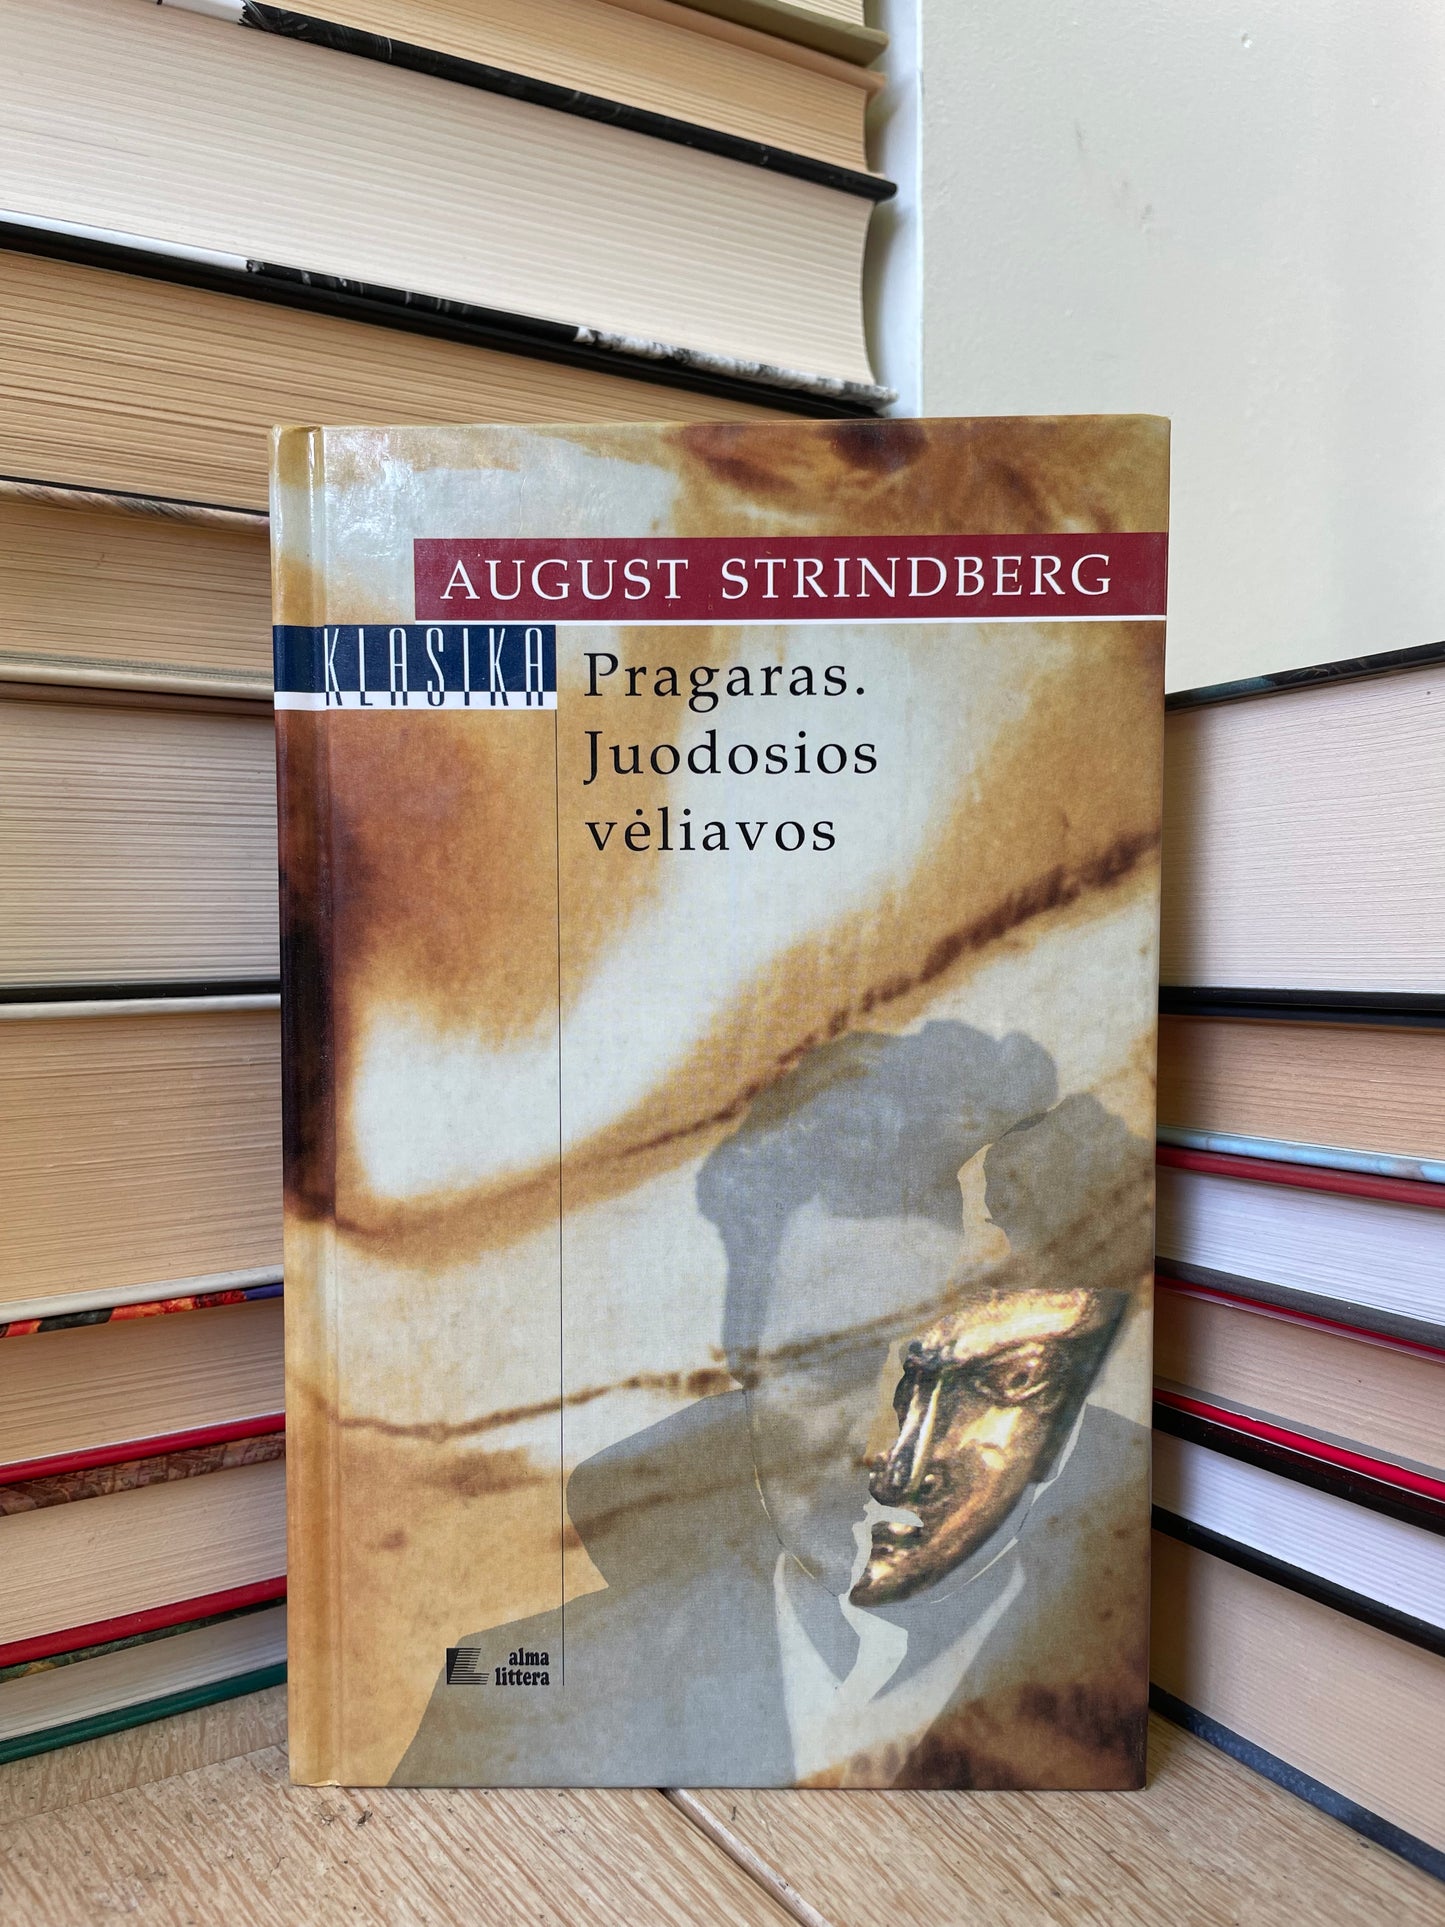 AUGUST STRINDBERG
KLASIKA
Pragaras.
Juodosios
vėliavos
alma
littera